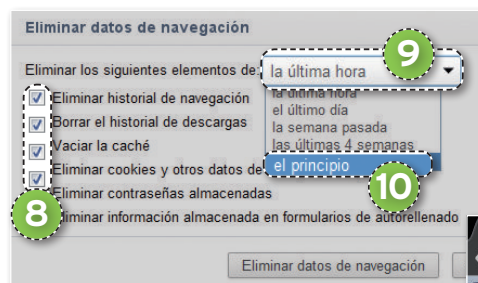 Eliminar datos de navegación
Eliminar los siguientes elementos de: la última hora
9
Eliminar historial de navegación
la última hora
Borrar el historial de descargas
el último día
Vaciar la caché
la semana pasada
las últimas 4 semanas
Eliminar cookies y otros datos de
el principio
10
Eliminar contraseñas almacenadas
8
Eliminar información almacenada en formularios de autorellenado
Eliminar datos de navegación